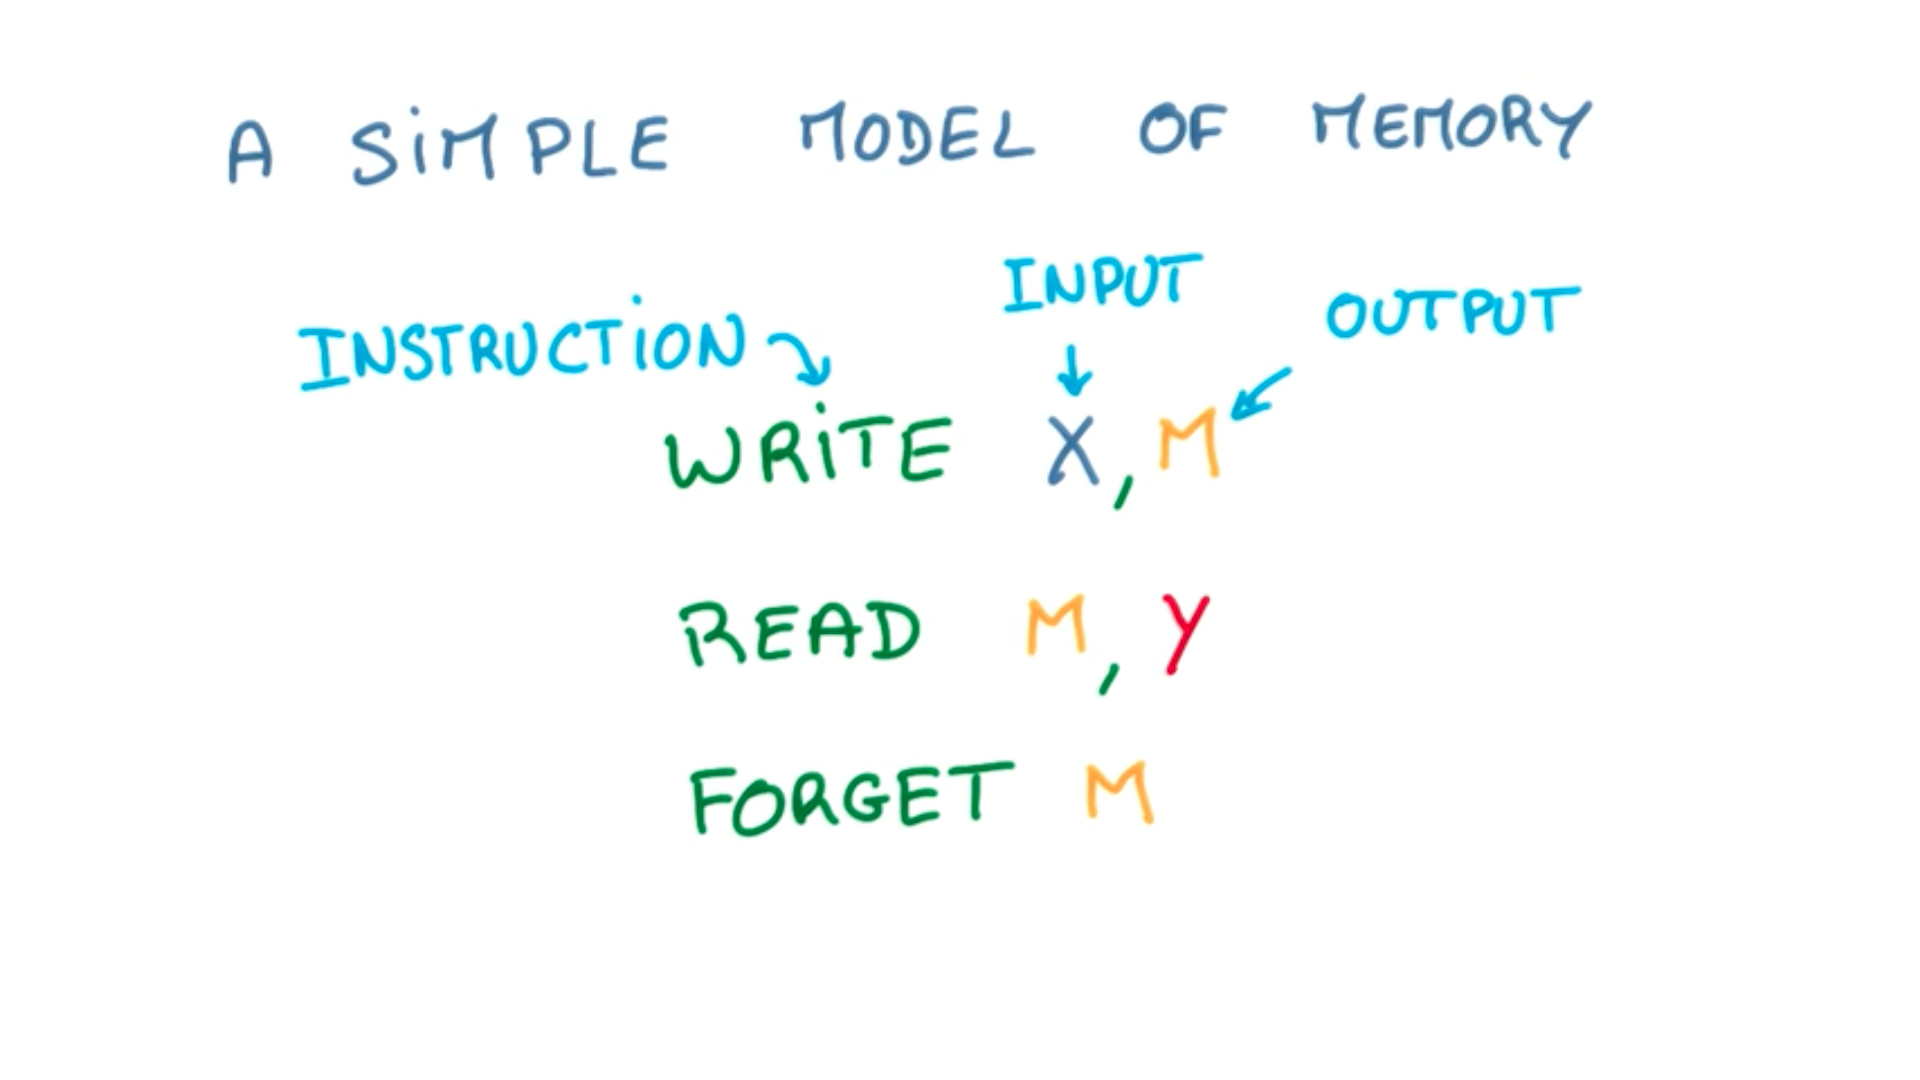 A SIMPLE MODEL OF MEMORY
INPUT
OUTPUT
INSTRUCTION
WRITE X, M
READ M, Y
FORGET M